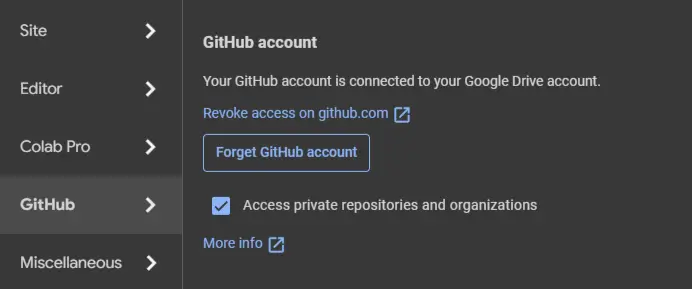 Site
Editor
Colab Pro
GitHub
Miscellaneous
GitHub account
Your GitHub account is connected to your Google Drive account.
Revoke access on github.com
Forget GitHub account
Access private repositories and organizations
More info